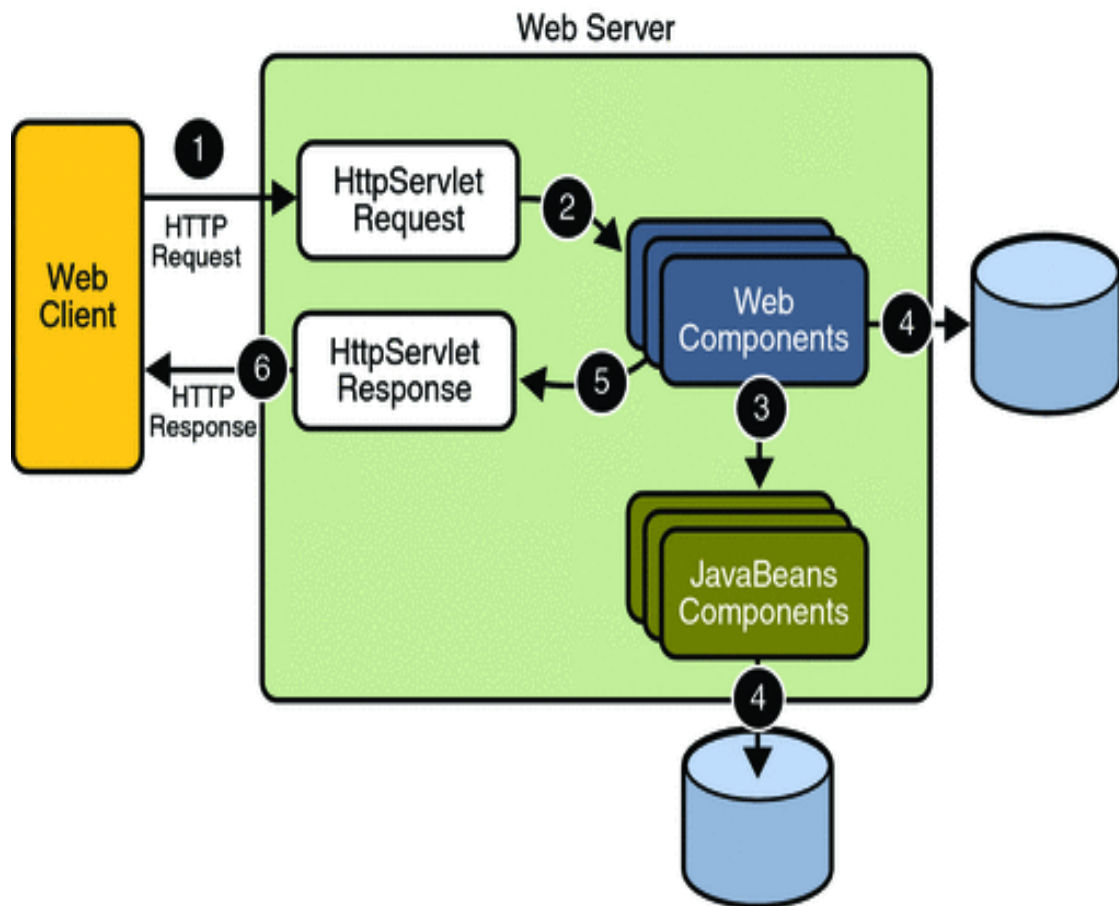 Web Server
1
HTTP
Request
Web
Client
HttpServlet
Request
2
Web
Components
4
HttpServlet
Response
5
6
HTTP
Response
3
JavaBeans
Components
4